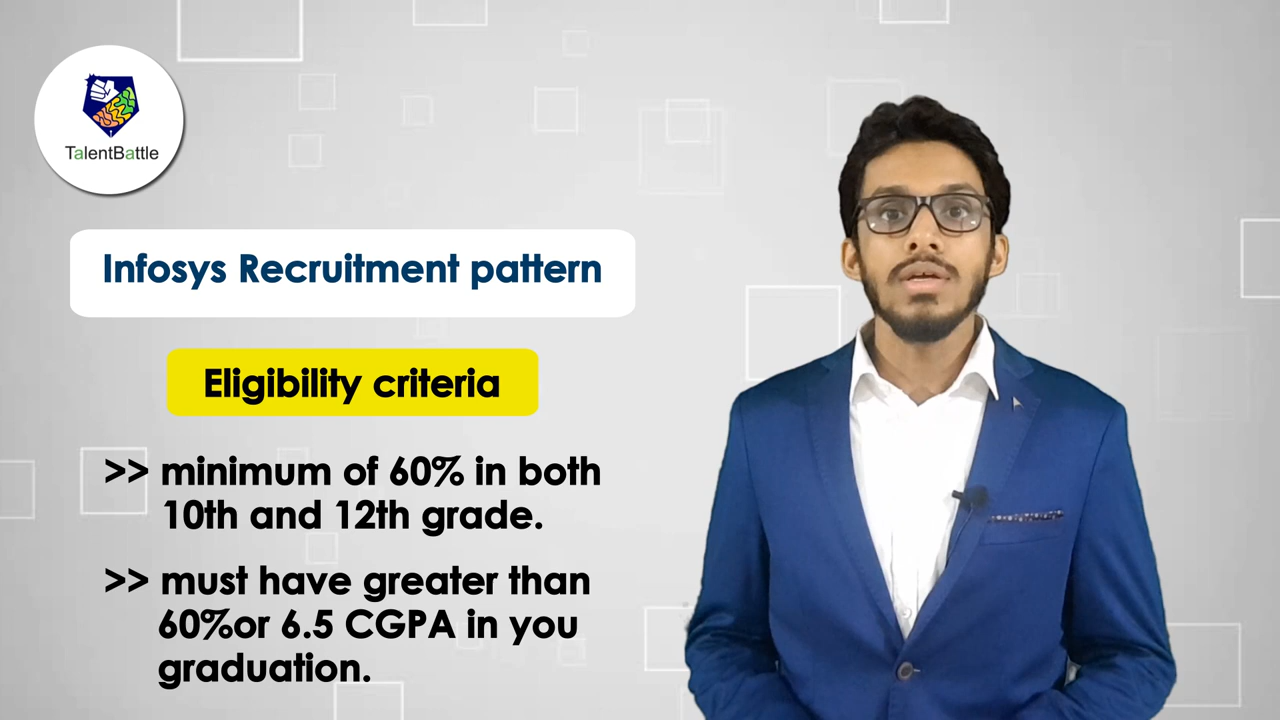 TalentBattle
Infosys Recruitment pattern
Eligibility criteria
>> minimum of 60% in both
10th and 12th grade.
>> must have greater than
60%or 6.5 CGPA in you
graduation.